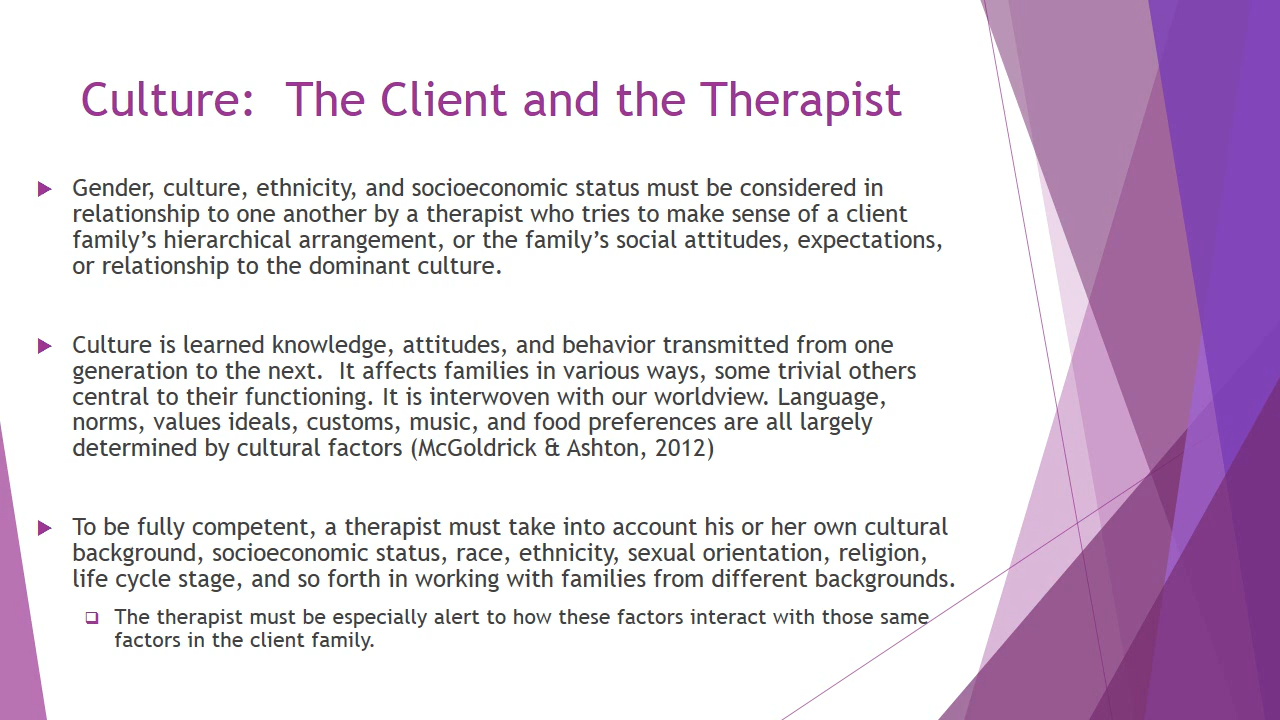 Culture:  The Client and the Therapist
Gender, culture, ethnicity, and socioeconomic status must be considered in
relationship to one another by a therapist who tries to make sense of a client
family’s hierarchical arrangement, or the family’s social attitudes, expectations,
or relationship to the dominant culture.
Culture is learned knowledge, attitudes, and behavior transmitted from one
generation to the next.  It affects families in various ways, some trivial others
central to their functioning. It is interwoven with our worldview. Language,
norms, values ideals, customs, music, and food preferences are all largely
determined by cultural factors (McGoldrick & Ashton, 2012)
To be fully competent, a therapist must take into account his or her own cultural
background, socioeconomic status, race, ethnicity, sexual orientation, religion,
life cycle stage, and so forth in working with families from different backgrounds.
The therapist must be especially alert to how these factors interact with those same
factors in the client family.